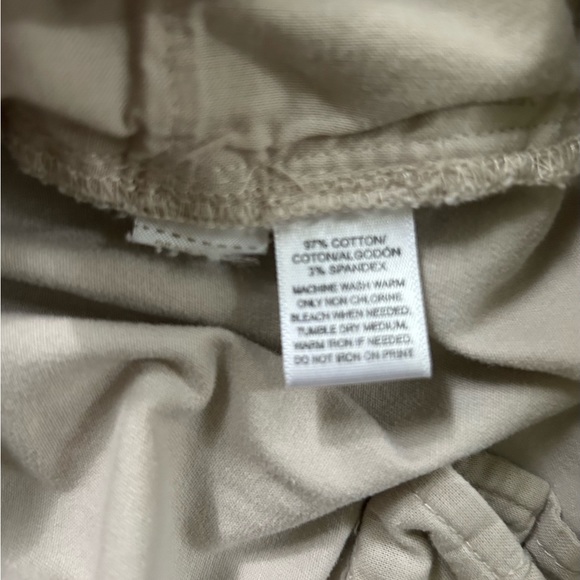 97% COTTON/
COTON/ALGODÓN
3% SPANDEX
MACHINE WASH WARM
ONLY NON CHLORINE
BLEACH WHEN NEEDED,
TUMBLE DRY MEDIUM,
WARM IRON IF NEEDED.
DO NOT IRON ON PRINT